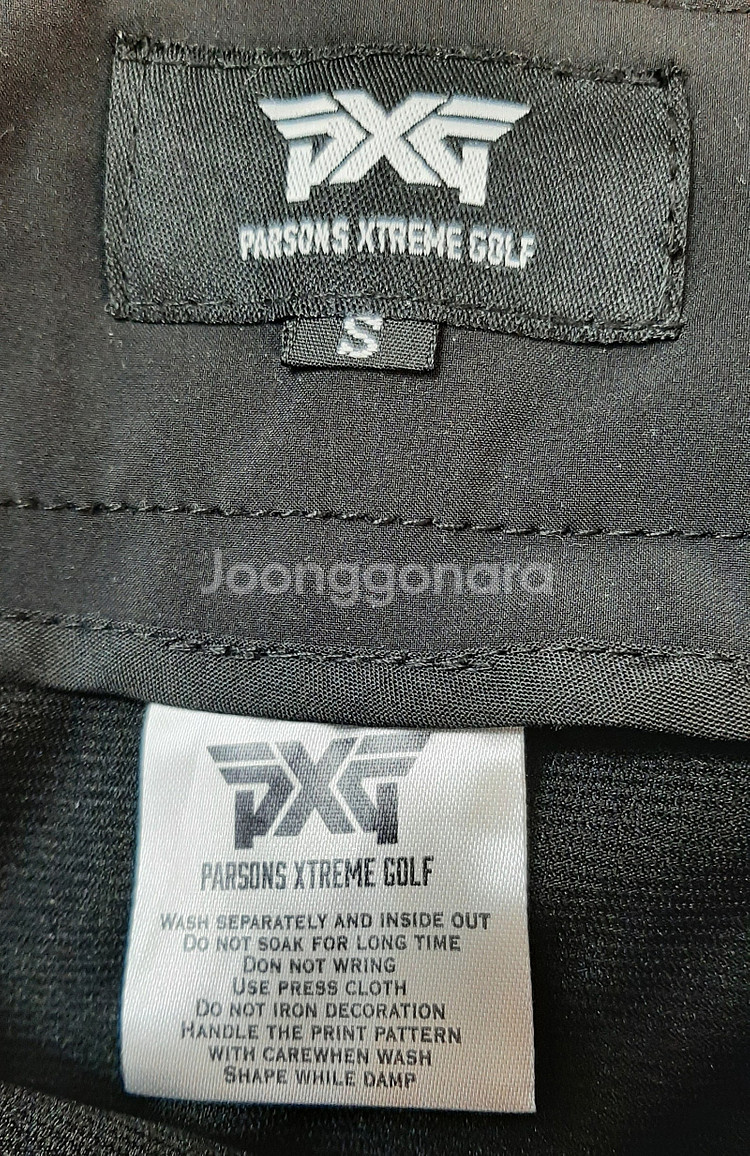 PXG
PARSONS XTREME GOLF
S
Joonggonara
PXG
PARSONS XTREME GOLF
WASH SEPARATELY AND INSIDE OUT
DO NOT SOAK FOR LONG TIME
DON NOT WRING
USE PRESS CLOTH
DO NOT IRON DECORATION
HANDLE THE PRINT PATTERN
WITH CAREWHEN WASH
SHAPE WHILE DAMP